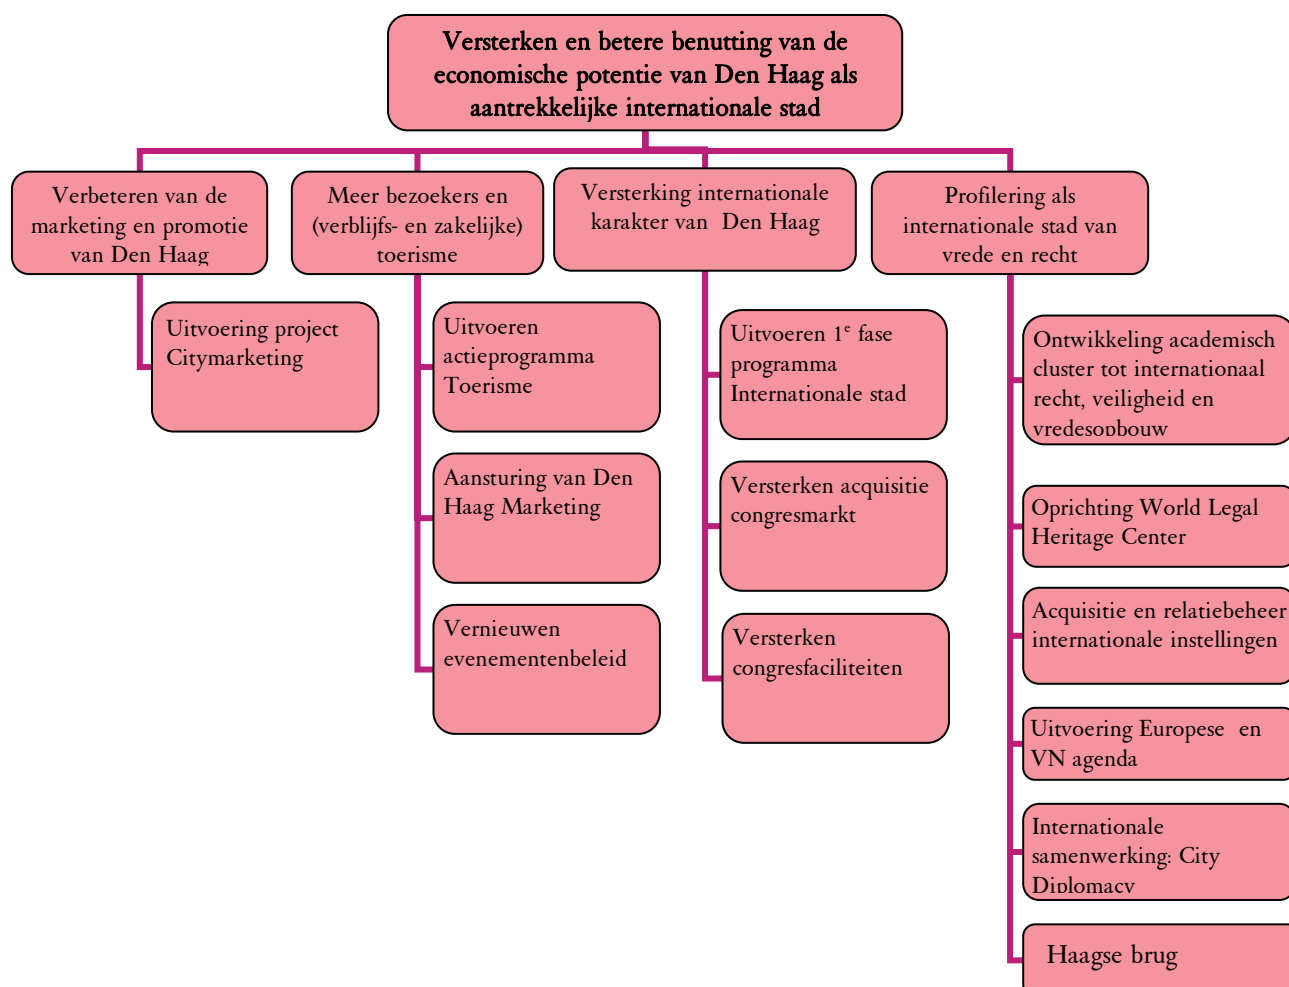 Versterken en betere benutting van de
economische potentie van Den Haag als
aantrekkelijke internationale stad
Verbeteren van de
marketing en promotie
van Den Haag
Meer bezoekers en
(verblijfs- en zakelijke)
toerisme
Versterking internationale
karakter van Den Haag
Profilering als
internationale stad van
vrede en recht
Uitvoering project
Citymarketing
Uitvoeren
actieprogramma
Toerisme
Aansturing van Den
Haag Marketing
Vernieuwen
evenementenbeleid
Uitvoeren 1e fase
programma
Internationale stad
Versterken acquisitie
congresmarkt
Versterken
congresfaciliteiten
Ontwikkeling academisch
cluster tot internationaal
recht, veiligheid en
vredesopbouw
Oprichting World Legal
Heritage Center
Acquisitie en relatiebeheer
internationale instellingen
Uitvoering Europese en
VN agenda
Internationale
samenwerking: City
Diplomacy
Haagse brug